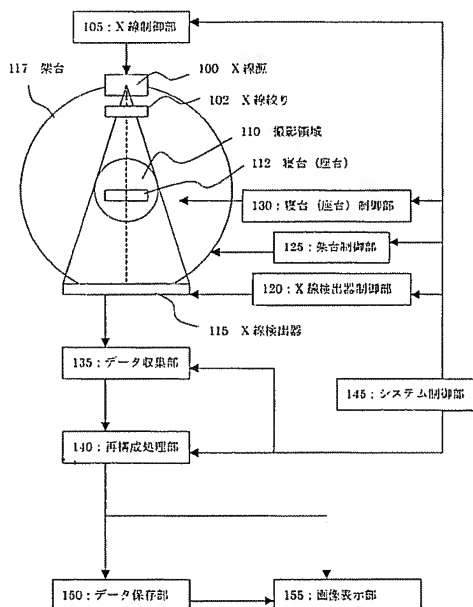 105：X線制御部
117 架台
100 X線源
102 X線絞り
110 撮影領域
112 寝台（座台）
130：寝台（座台）制御部
125：架台制御部
120：X線検出器制御部
115 X線検出器
135：データ収集部
145：システム制御部
140：再構成処理部
150：データ保存部
155：画像表示部